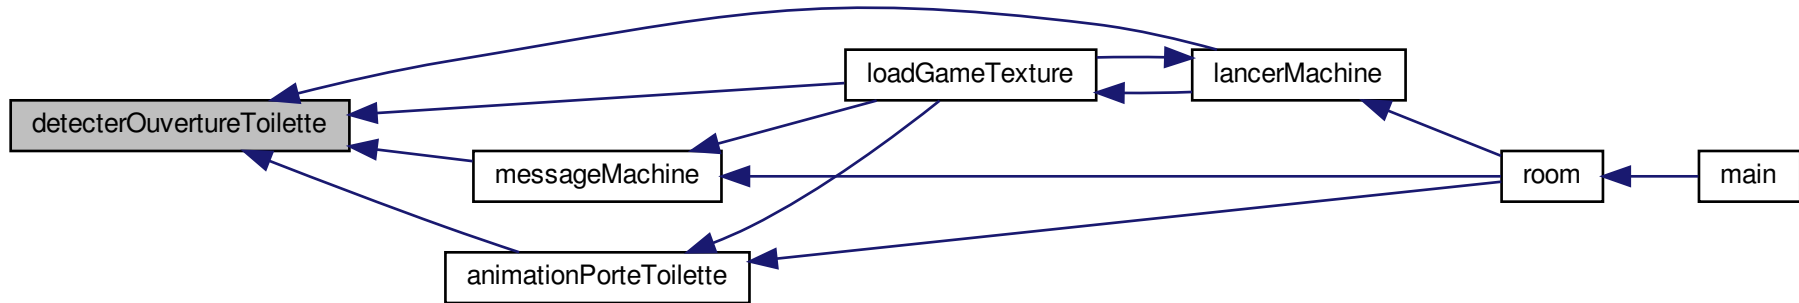 detecterOuvertureToilette
loadGameTexture
lancerMachine
messageMachine
room
main
animationPorteToilette